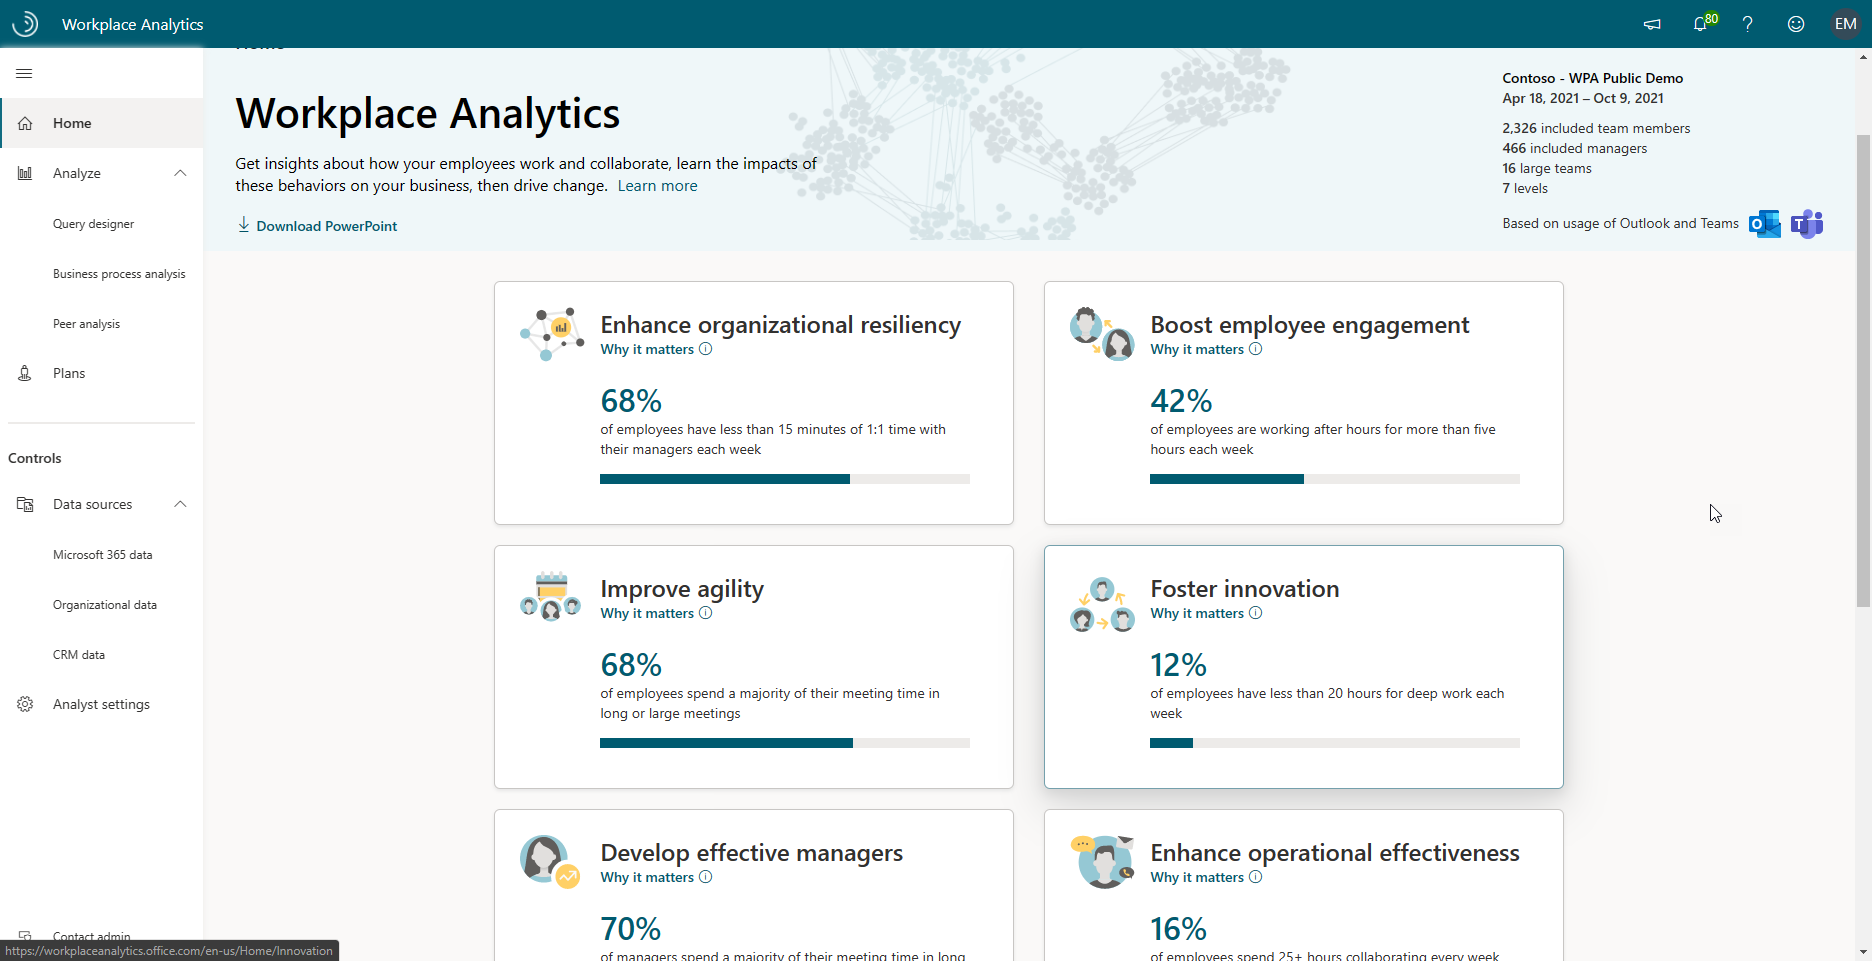 Workplace Analytics
80
EM
Home
Analyze
Query designer
Business process analysis
Peer analysis
Plans
Controls
Data sources
Microsoft 365 data
Organizational data
CRM data
Analyst settings
Contact admin
https://workplaceanalytics.office.com/en-us/Home/Innovation
Home
Workplace Analytics
Get insights about how your employees work and collaborate, learn the impacts of
these behaviors on your business, then drive change. Learn more
Download PowerPoint
Contoso - WPA Public Demo
Apr 18, 2021 – Oct 9, 2021
2,326 included team members
466 included managers
16 large teams
7 levels
Based on usage of Outlook and Teams
Enhance organizational resiliency
Why it matters
68%
of employees have less than 15 minutes of 1:1 time with
their managers each week
Boost employee engagement
Why it matters
42%
of employees are working after hours for more than five
hours each week
Improve agility
Why it matters
68%
of employees spend a majority of their meeting time in
long or large meetings
Foster innovation
Why it matters
12%
of employees have less than 20 hours for deep work each
week
Develop effective managers
Why it matters
70%
of managers spend a majority of their meeting time in long
Enhance operational effectiveness
Why it matters
16%
of employees spend 25+ hours collaborating every week